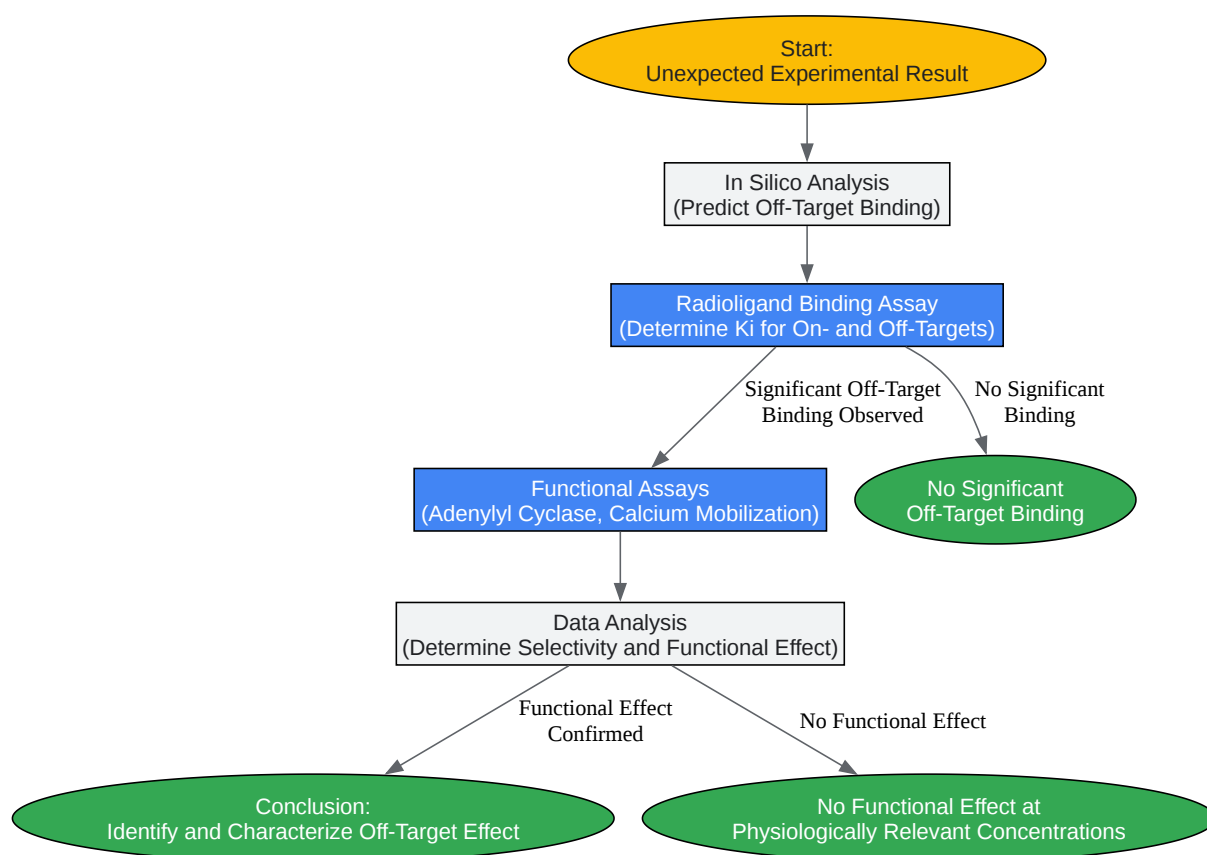 Start:
Unexpected Experimental Result
In Silico Analysis
(Predict Off-Target Binding)
Radioligand Binding Assay
(Determine Ki for On- and Off-Targets)
Significant Off-Target
Binding Observed
No Significant
Binding
Functional Assays
(Adenylyl Cyclase, Calcium Mobilization)
No Significant
Off-Target Binding
Data Analysis
(Determine Selectivity and Functional Effect)
Functional Effect
Confirmed
No Functional Effect
Conclusion:
Identify and Characterize Off-Target Effect
No Functional Effect at
Physiologically Relevant Concentrations